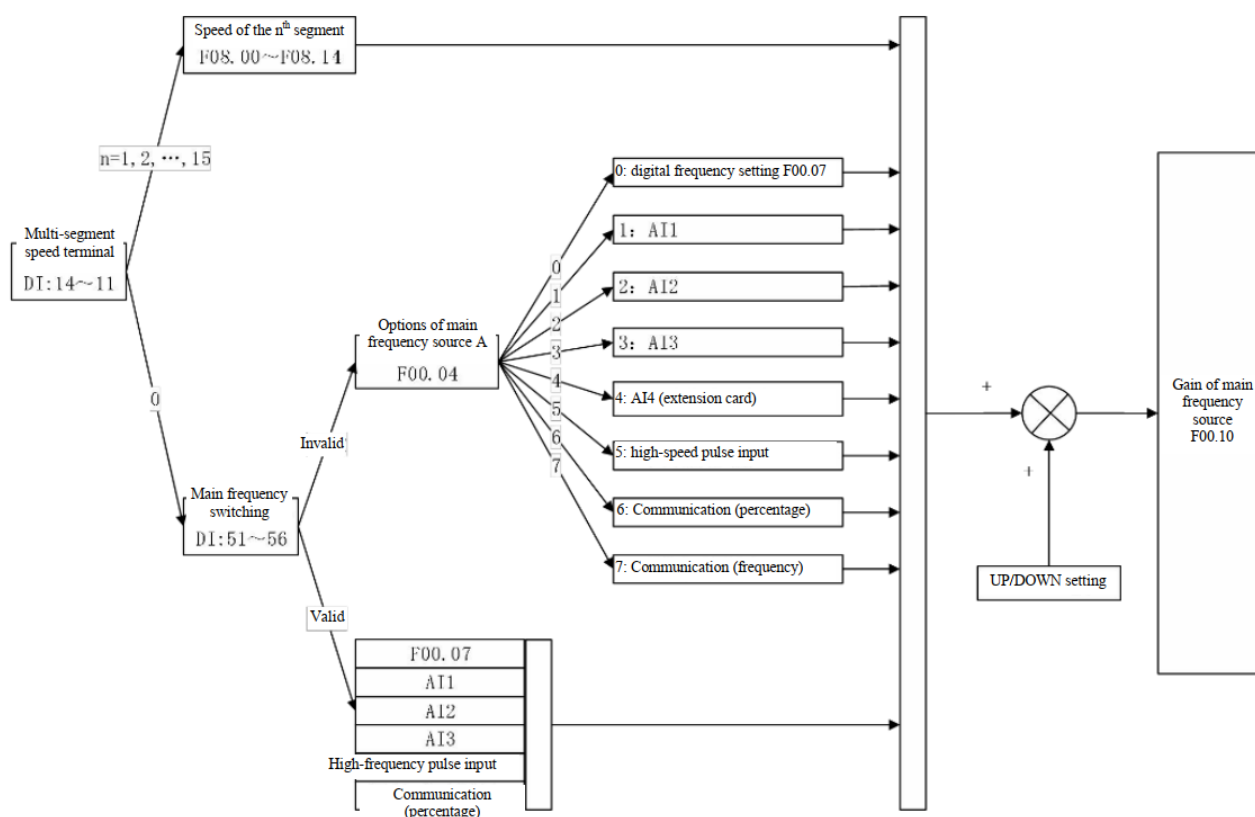 Speed of the nth segment
F08.00～F08.14
n=1, 2, ···, 15
Multi-segment
speed terminal
DI:14～11
0
Main frequency
switching
DI:51～56
Invalid
Valid
Options of main
frequency source A
F00.04
0
1
2
3
4
5
6
7
0: digital frequency setting F00.07
1: AI1
2: AI2
3: AI3
4: AI4 (extension card)
5: high-speed pulse input
6: Communication (percentage)
7: Communication (frequency)
F00.07
AI1
AI2
AI3
High-frequency pulse input
Communication
(percentage)
+
+
UP/DOWN setting
Gain of main
frequency
source
F00.10